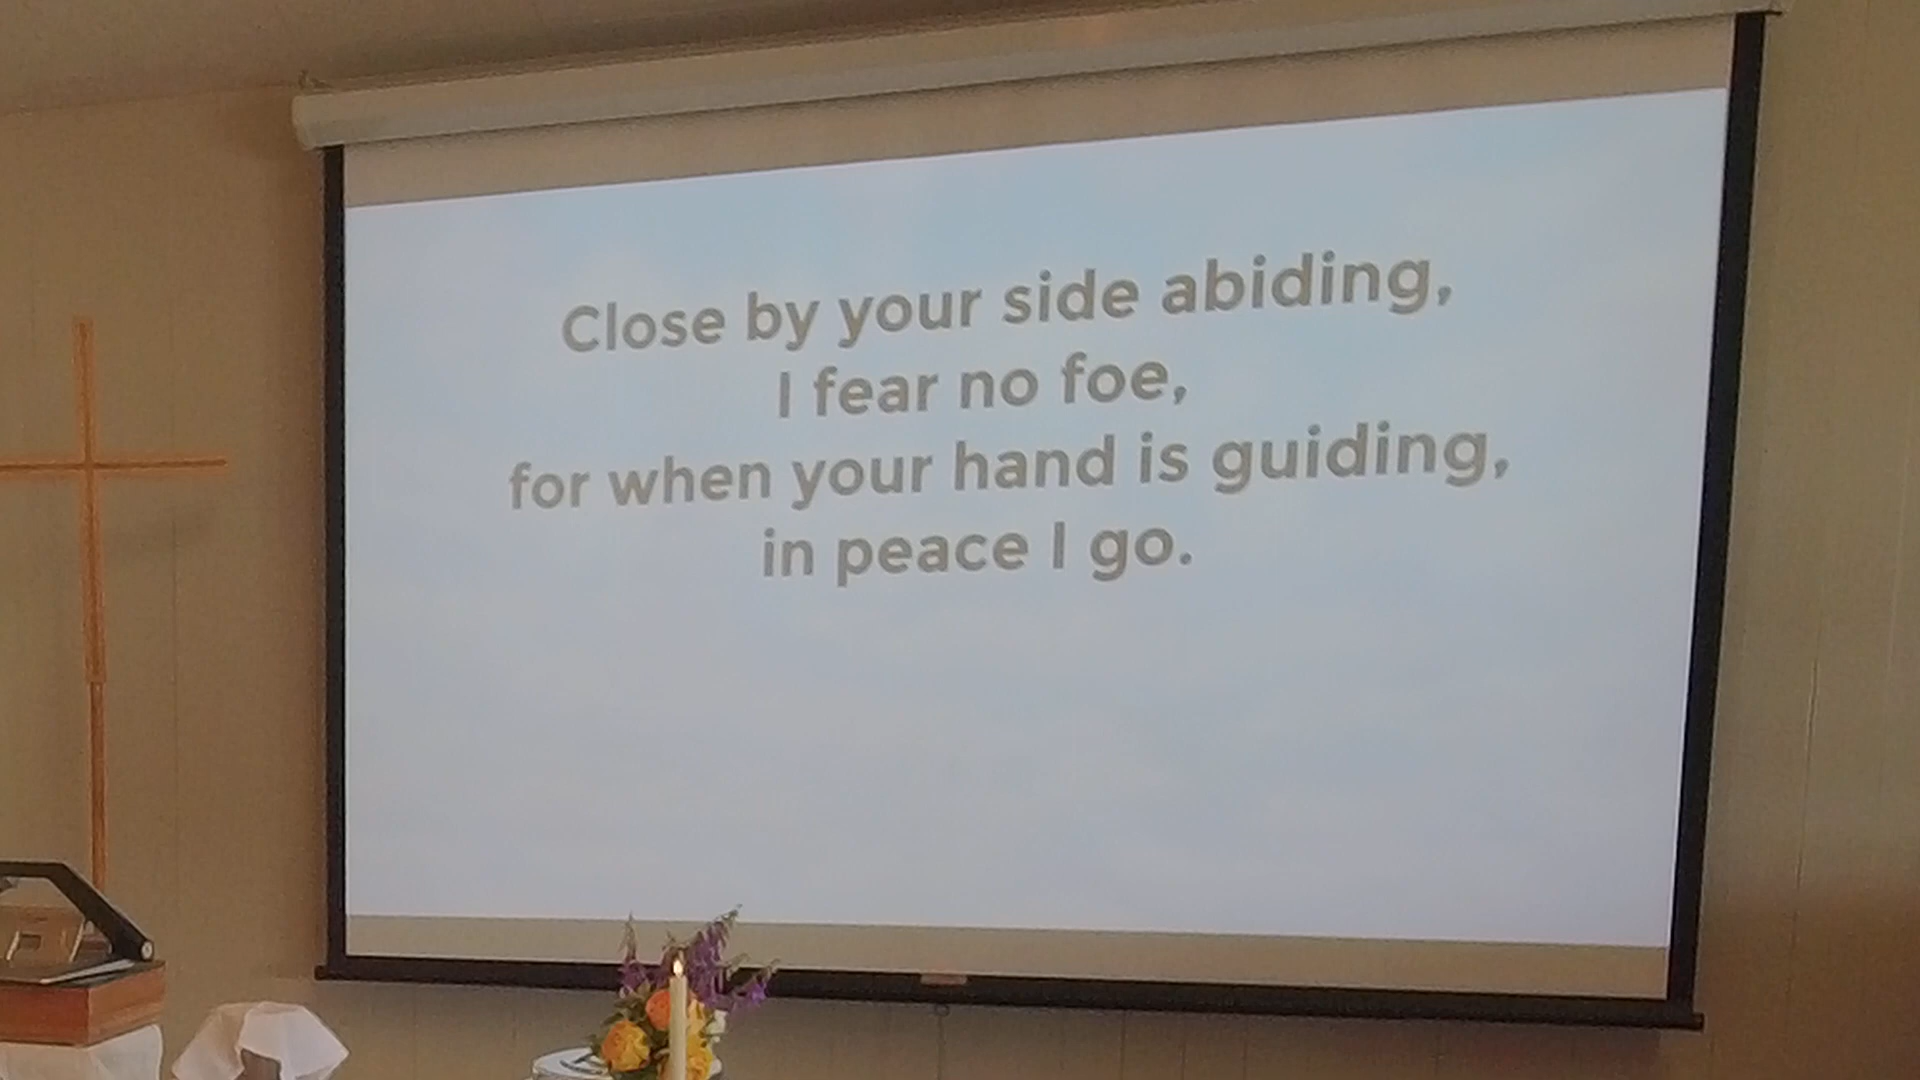 Close by your side abiding,
I fear no foe,
for when your hand is guiding,
in peace I go.